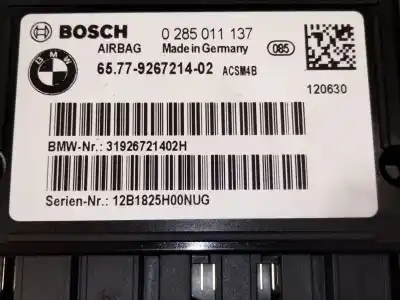 BOSCH 0 285 011 137
AIRBAG Made in Germany 085
BMW 65.77-9267214-02 ACSM4B
120630
BMW-Nr.: 31926721402H
Serien-Nr.: 12B1825H00NUG